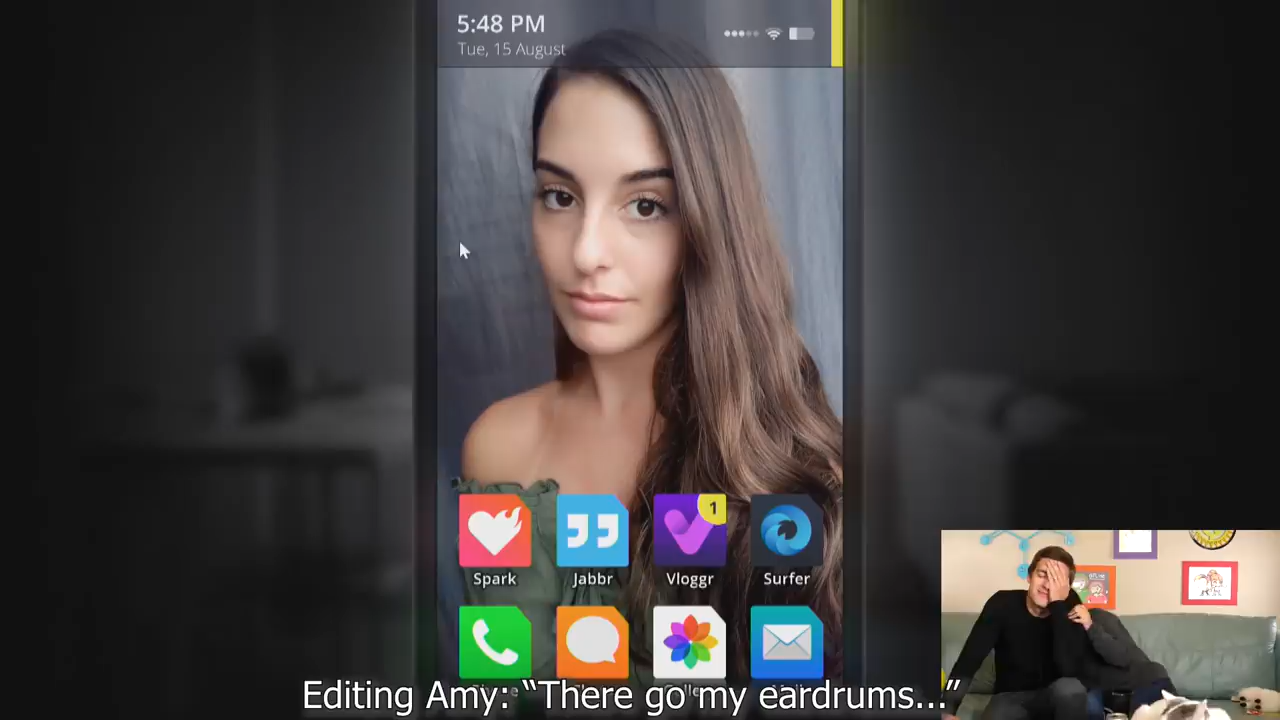 5:48 PM
Tue, 15 August
1
Spark
Jabbr
Vloggr
Surfer
Editing Amy: “There go my eardrums...”